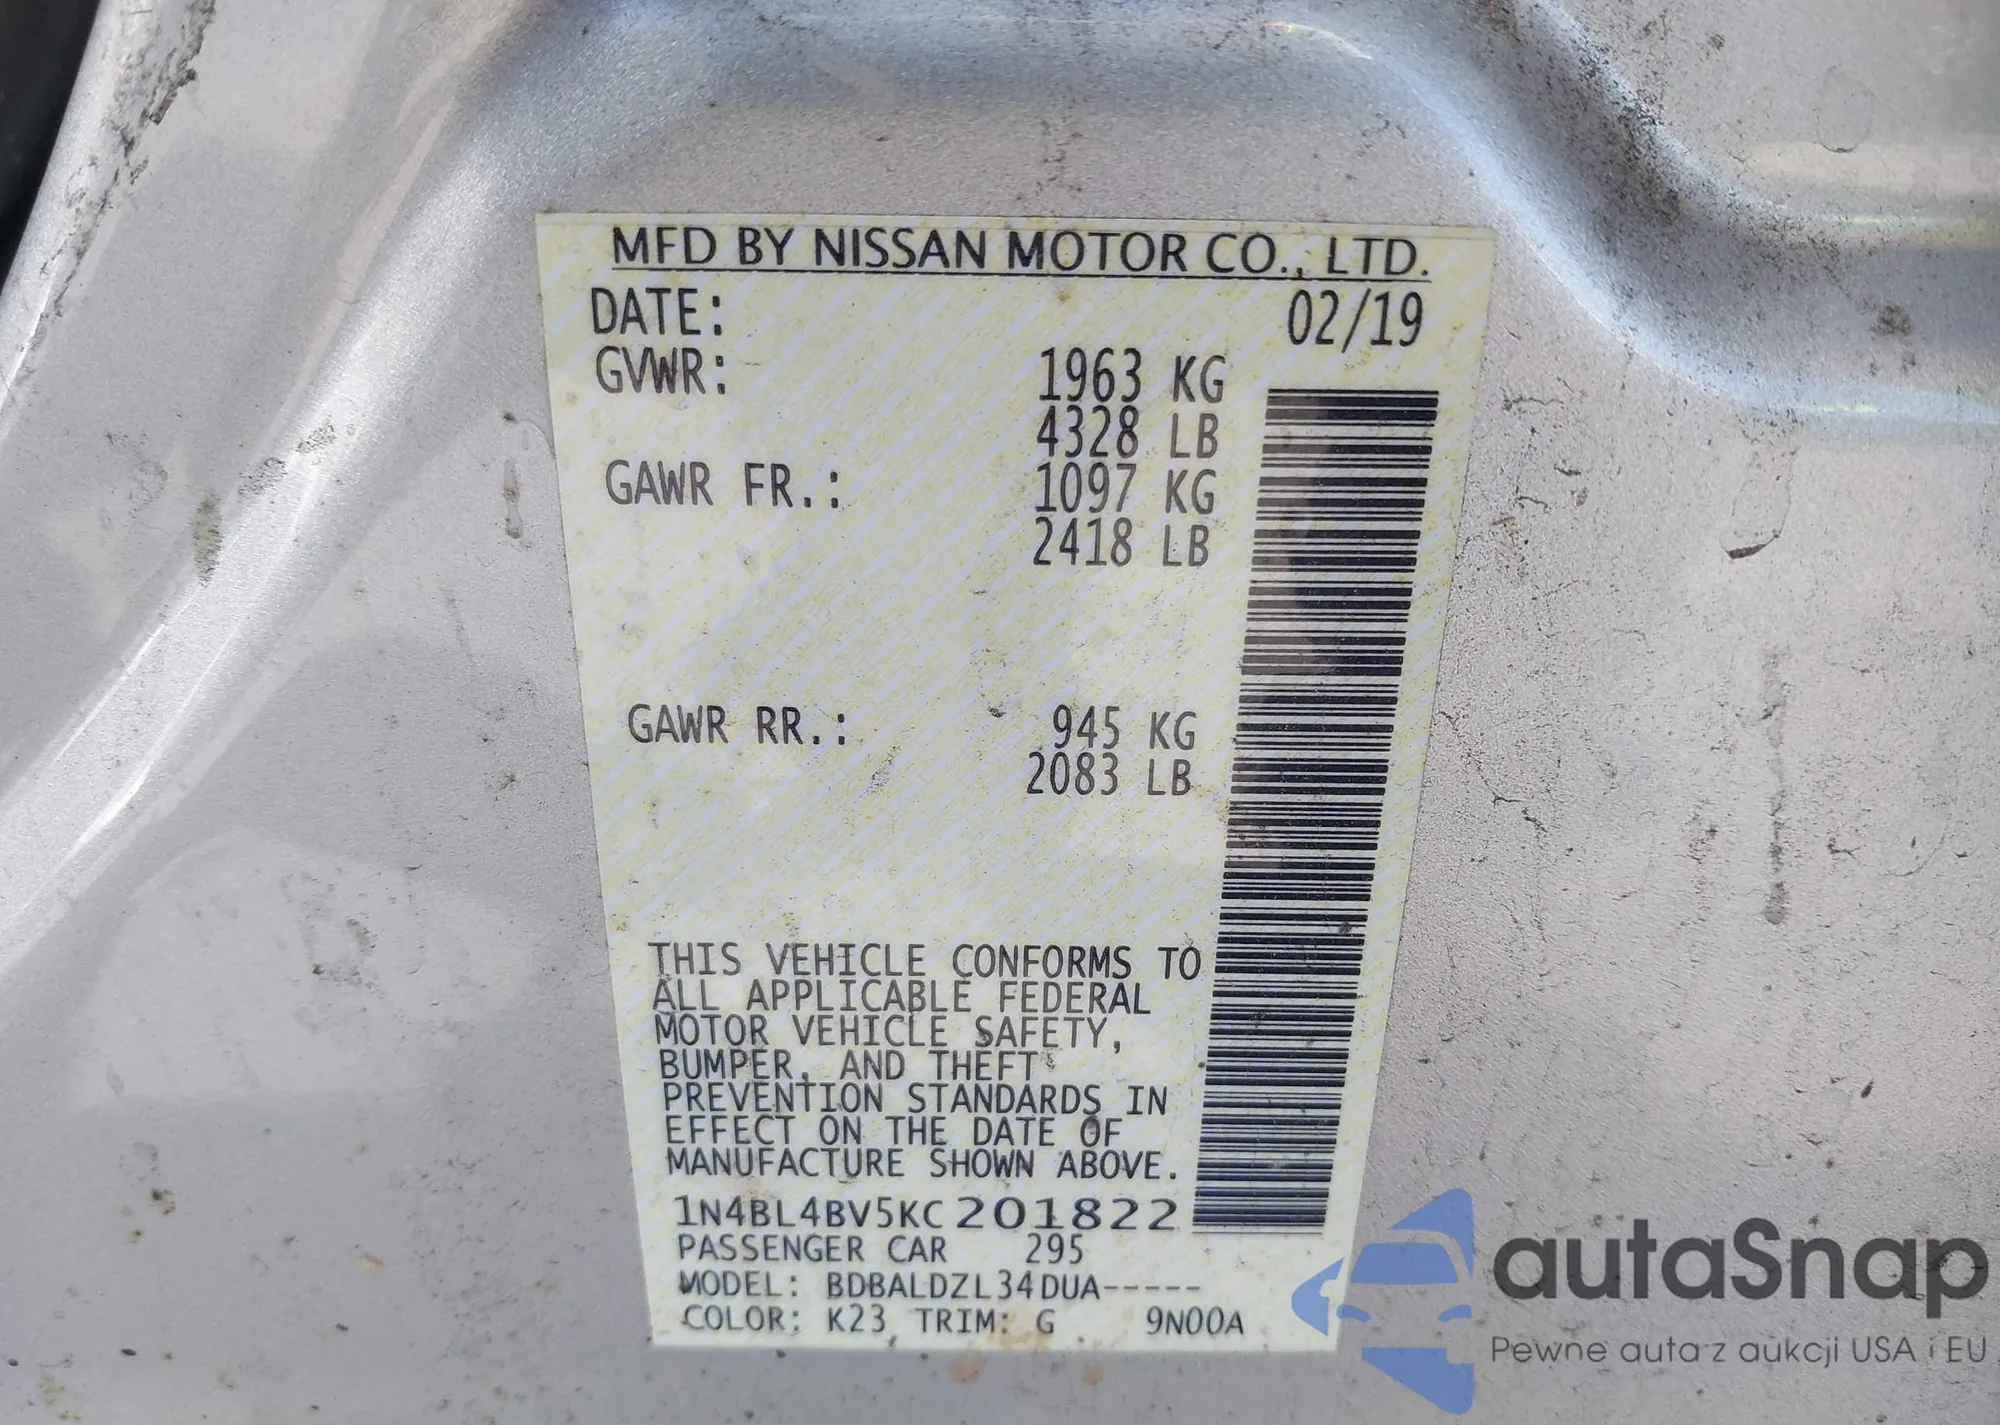 MFD BY NISSAN MOTOR CO., LTD.
DATE: 02/19
GVWR: 1963 KG
4328 LB
GAWR FR.: 1097 KG
2418 LB
GAWR RR.: 945 KG
2083 LB
THIS VEHICLE CONFORMS TO
ALL APPLICABLE FEDERAL
MOTOR VEHICLE SAFETY,
BUMPER, AND THEFT
PREVENTION STANDARDS IN
EFFECT ON THE DATE OF
MANUFACTURE SHOWN ABOVE.
1N4BL4BV5KC201822
PASSENGER CAR 295
MODEL: BDBALDZL34DUA-----
COLOR: K23 TRIM: G 9N00A
autaSnap
Pewne auta z aukcji USA i EU